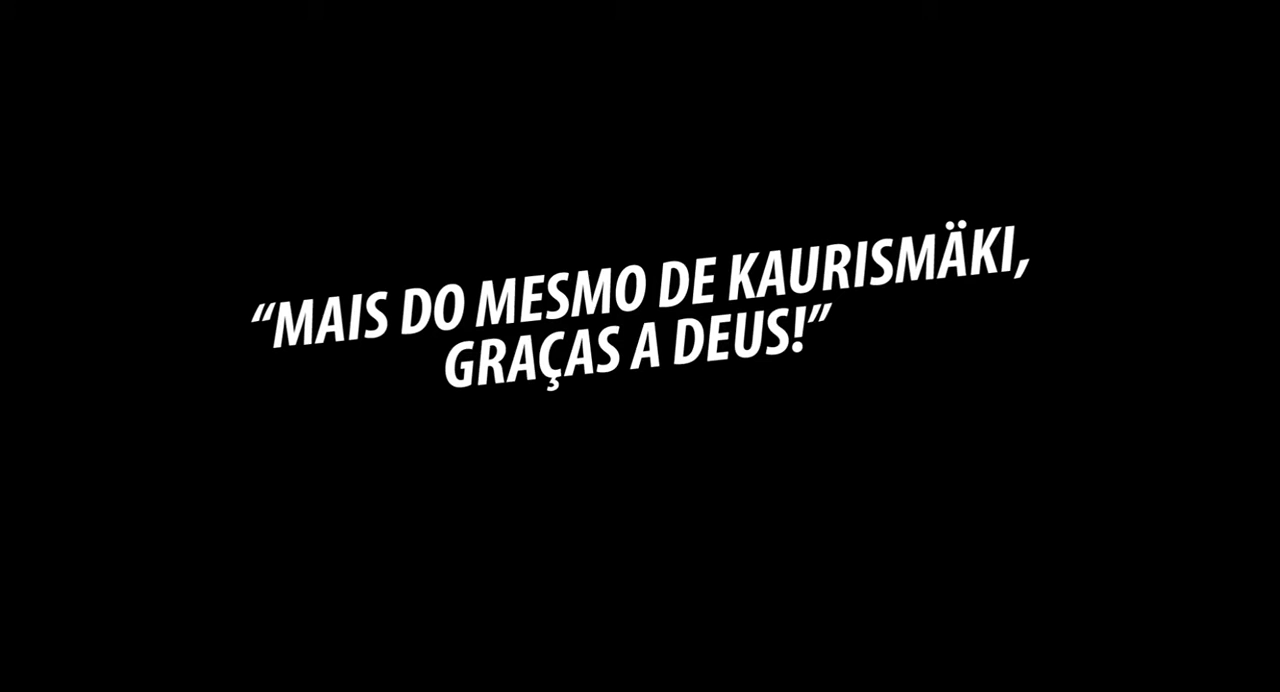 “MAIS DO MESMO DE KAURISMÄKI,
GRAÇAS A DEUS!”